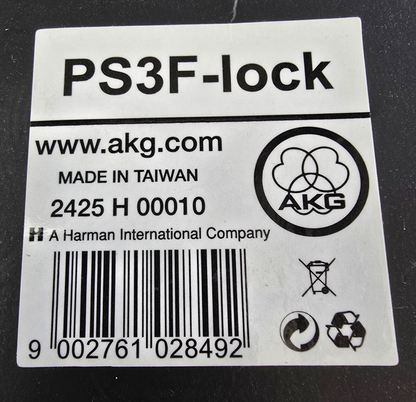 PS3F-lock
www.akg.com
MADE IN TAIWAN
2425 H 00010
AKG
H A Harman International Company
9 002761 028492